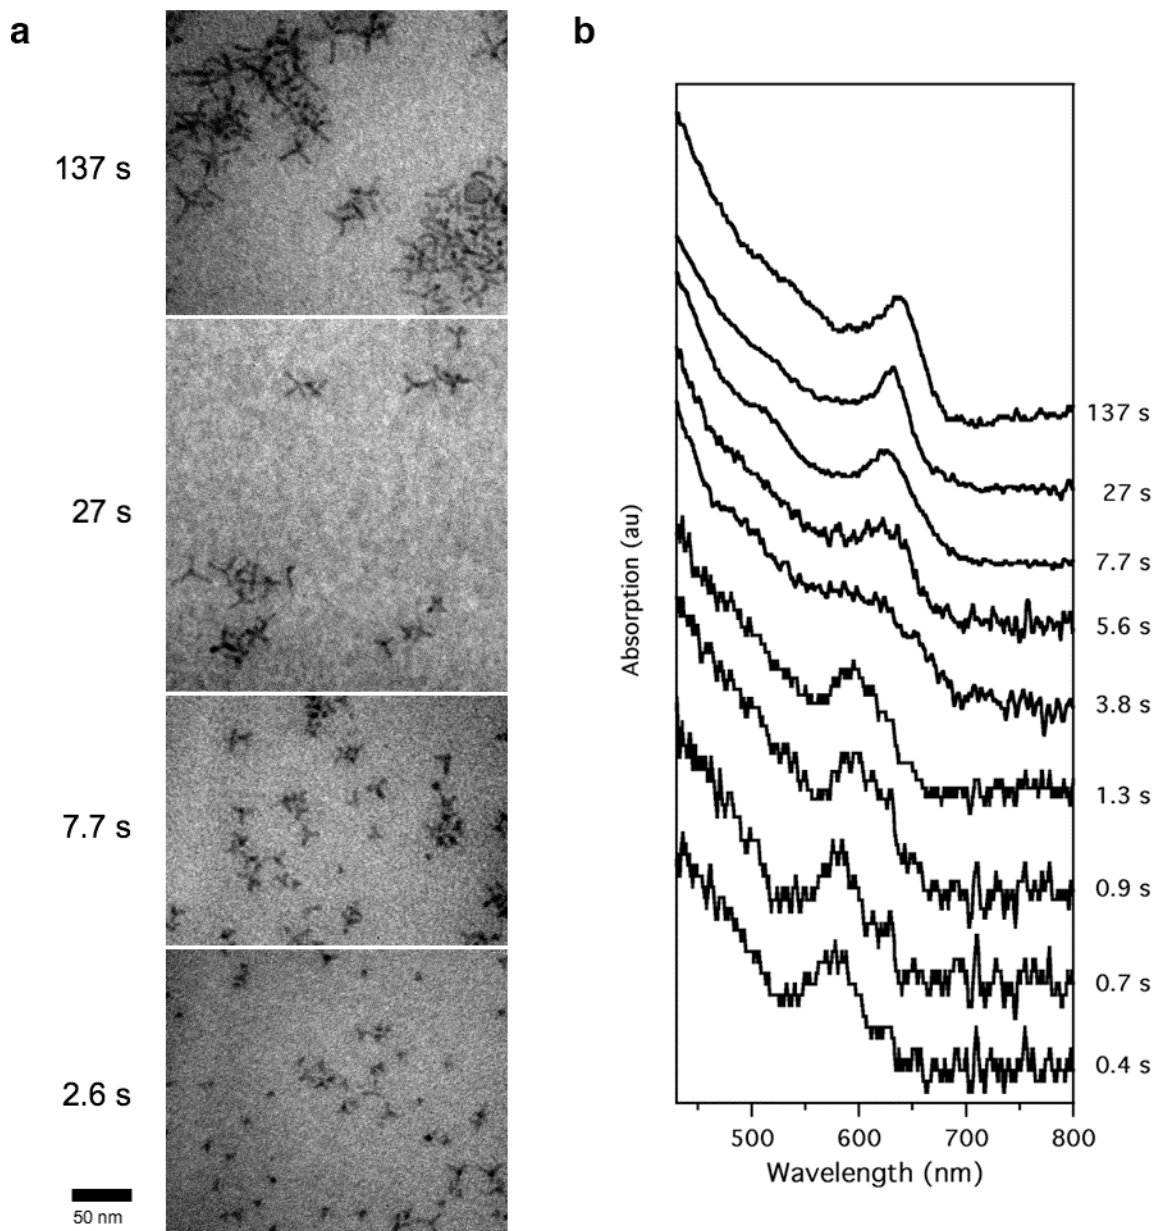 a
137 s
27 s
7.7 s
2.6 s
50 nm
b
Absorption (au)
137 s
27 s
7.7 s
5.6 s
3.8 s
1.3 s
0.9 s
0.7 s
0.4 s
500 600 700 800
Wavelength (nm)